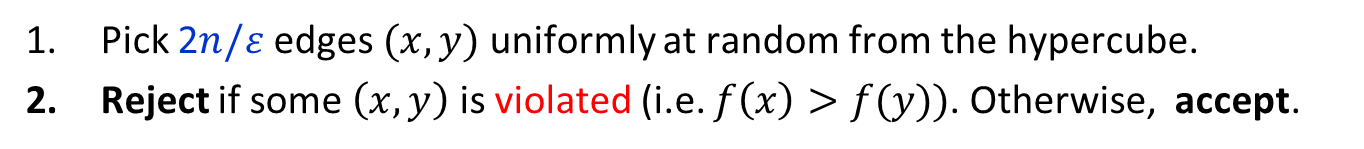 1. Pick 2n/ε edges (x, y) uniformly at random from the hypercube.
2. Reject if some (x, y) is violated (i.e. f(x) > f(y)). Otherwise, accept.